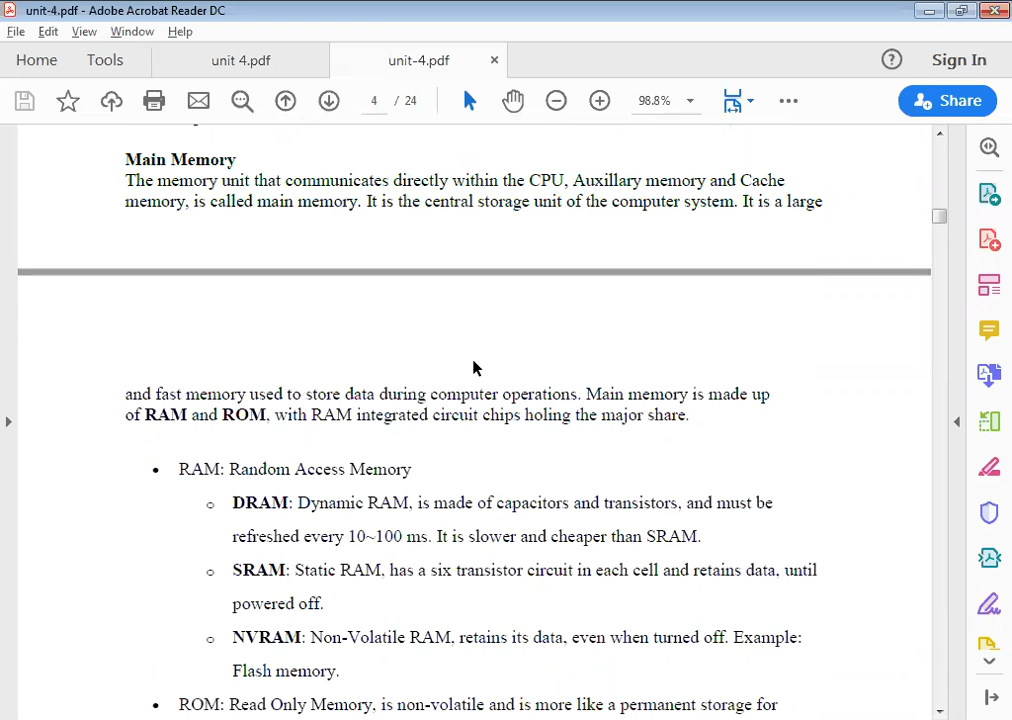 unit-4.pdf - Adobe Acrobat Reader DC
File Edit View Window Help
Home Tools unit 4.pdf unit-4.pdf × ? Sign In
4 / 24 98.8% Share
Main Memory
The memory unit that communicates directly within the CPU, Auxillary memory and Cache
memory, is called main memory. It is the central storage unit of the computer system. It is a large
and fast memory used to store data during computer operations. Main memory is made up
of RAM and ROM, with RAM integrated circuit chips holing the major share.
• RAM: Random Access Memory
o DRAM: Dynamic RAM, is made of capacitors and transistors, and must be
refreshed every 10~100 ms. It is slower and cheaper than SRAM.
o SRAM: Static RAM, has a six transistor circuit in each cell and retains data, until
powered off.
o NVRAM: Non-Volatile RAM, retains its data, even when turned off. Example:
Flash memory.
• ROM: Read Only Memory, is non-volatile and is more like a permanent storage for